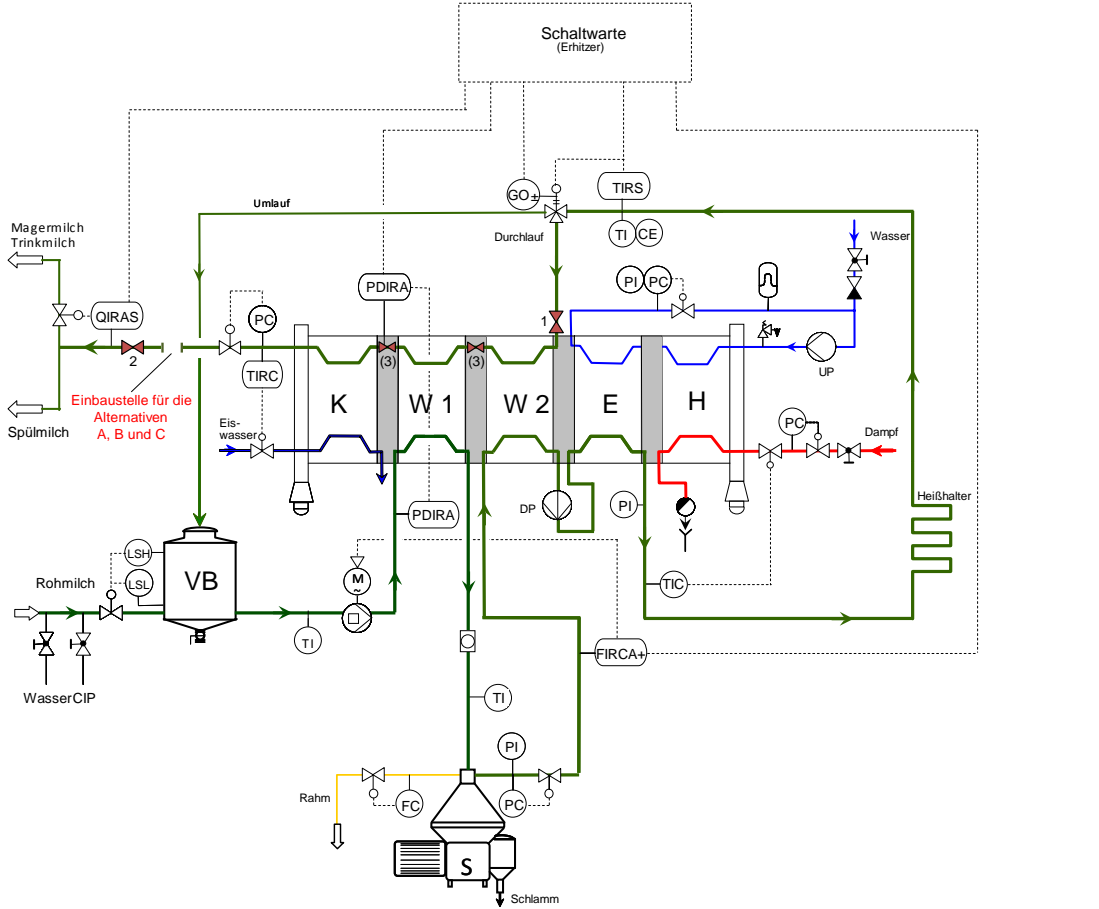 Schaltwarte
(Erhitzer)
GO ±
TIRS
Umlauf
TI
CE
Durchlauf
Wasser
Magermilch
Trinkmilch
PDIRA
PI
PC
QIRAS
PC
1
2
(3)
(3)
UP
TIRC
Einbaustelle für die
Alternativen
A, B und C
K
W 1
W 2
E
H
Spülmilch
Eis-
wasser
PC
Dampf
DP
PI
PDIRA
Heißhalter
LSH
LSL
VB
M
~
TIC
Rohmilch
TI
FIRCA+
Wasser
CIP
TI
PI
Rahm
FC
PC
S
Schlamm